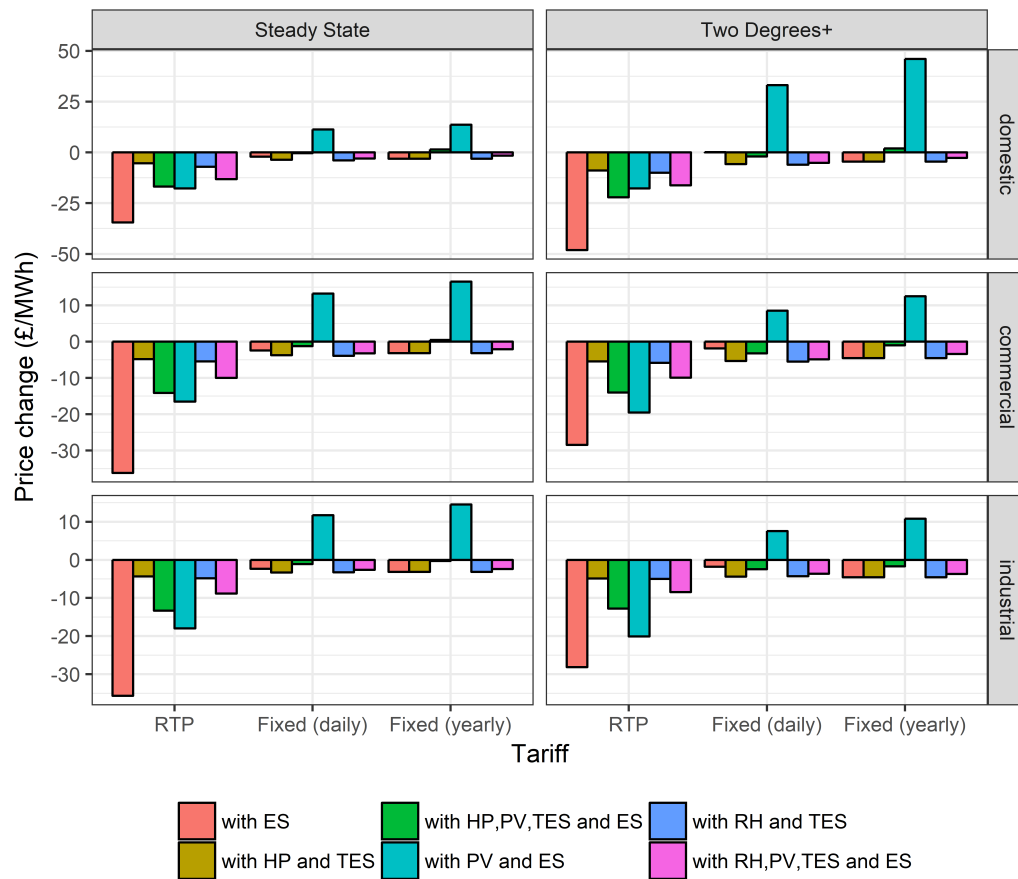 Steady State
Two Degrees+
50
25
0
-25
-50
domestic
10
0
-10
-20
-30
commercial
10
0
-10
-20
-30
industrial
Price change (£/MWh)
RTP
Fixed (daily)
Fixed (yearly)
RTP
Fixed (daily)
Fixed (yearly)
Tariff
with ES
with HP,PV,TES and ES
with RH and TES
with HP and TES
with PV and ES
with RH,PV,TES and ES